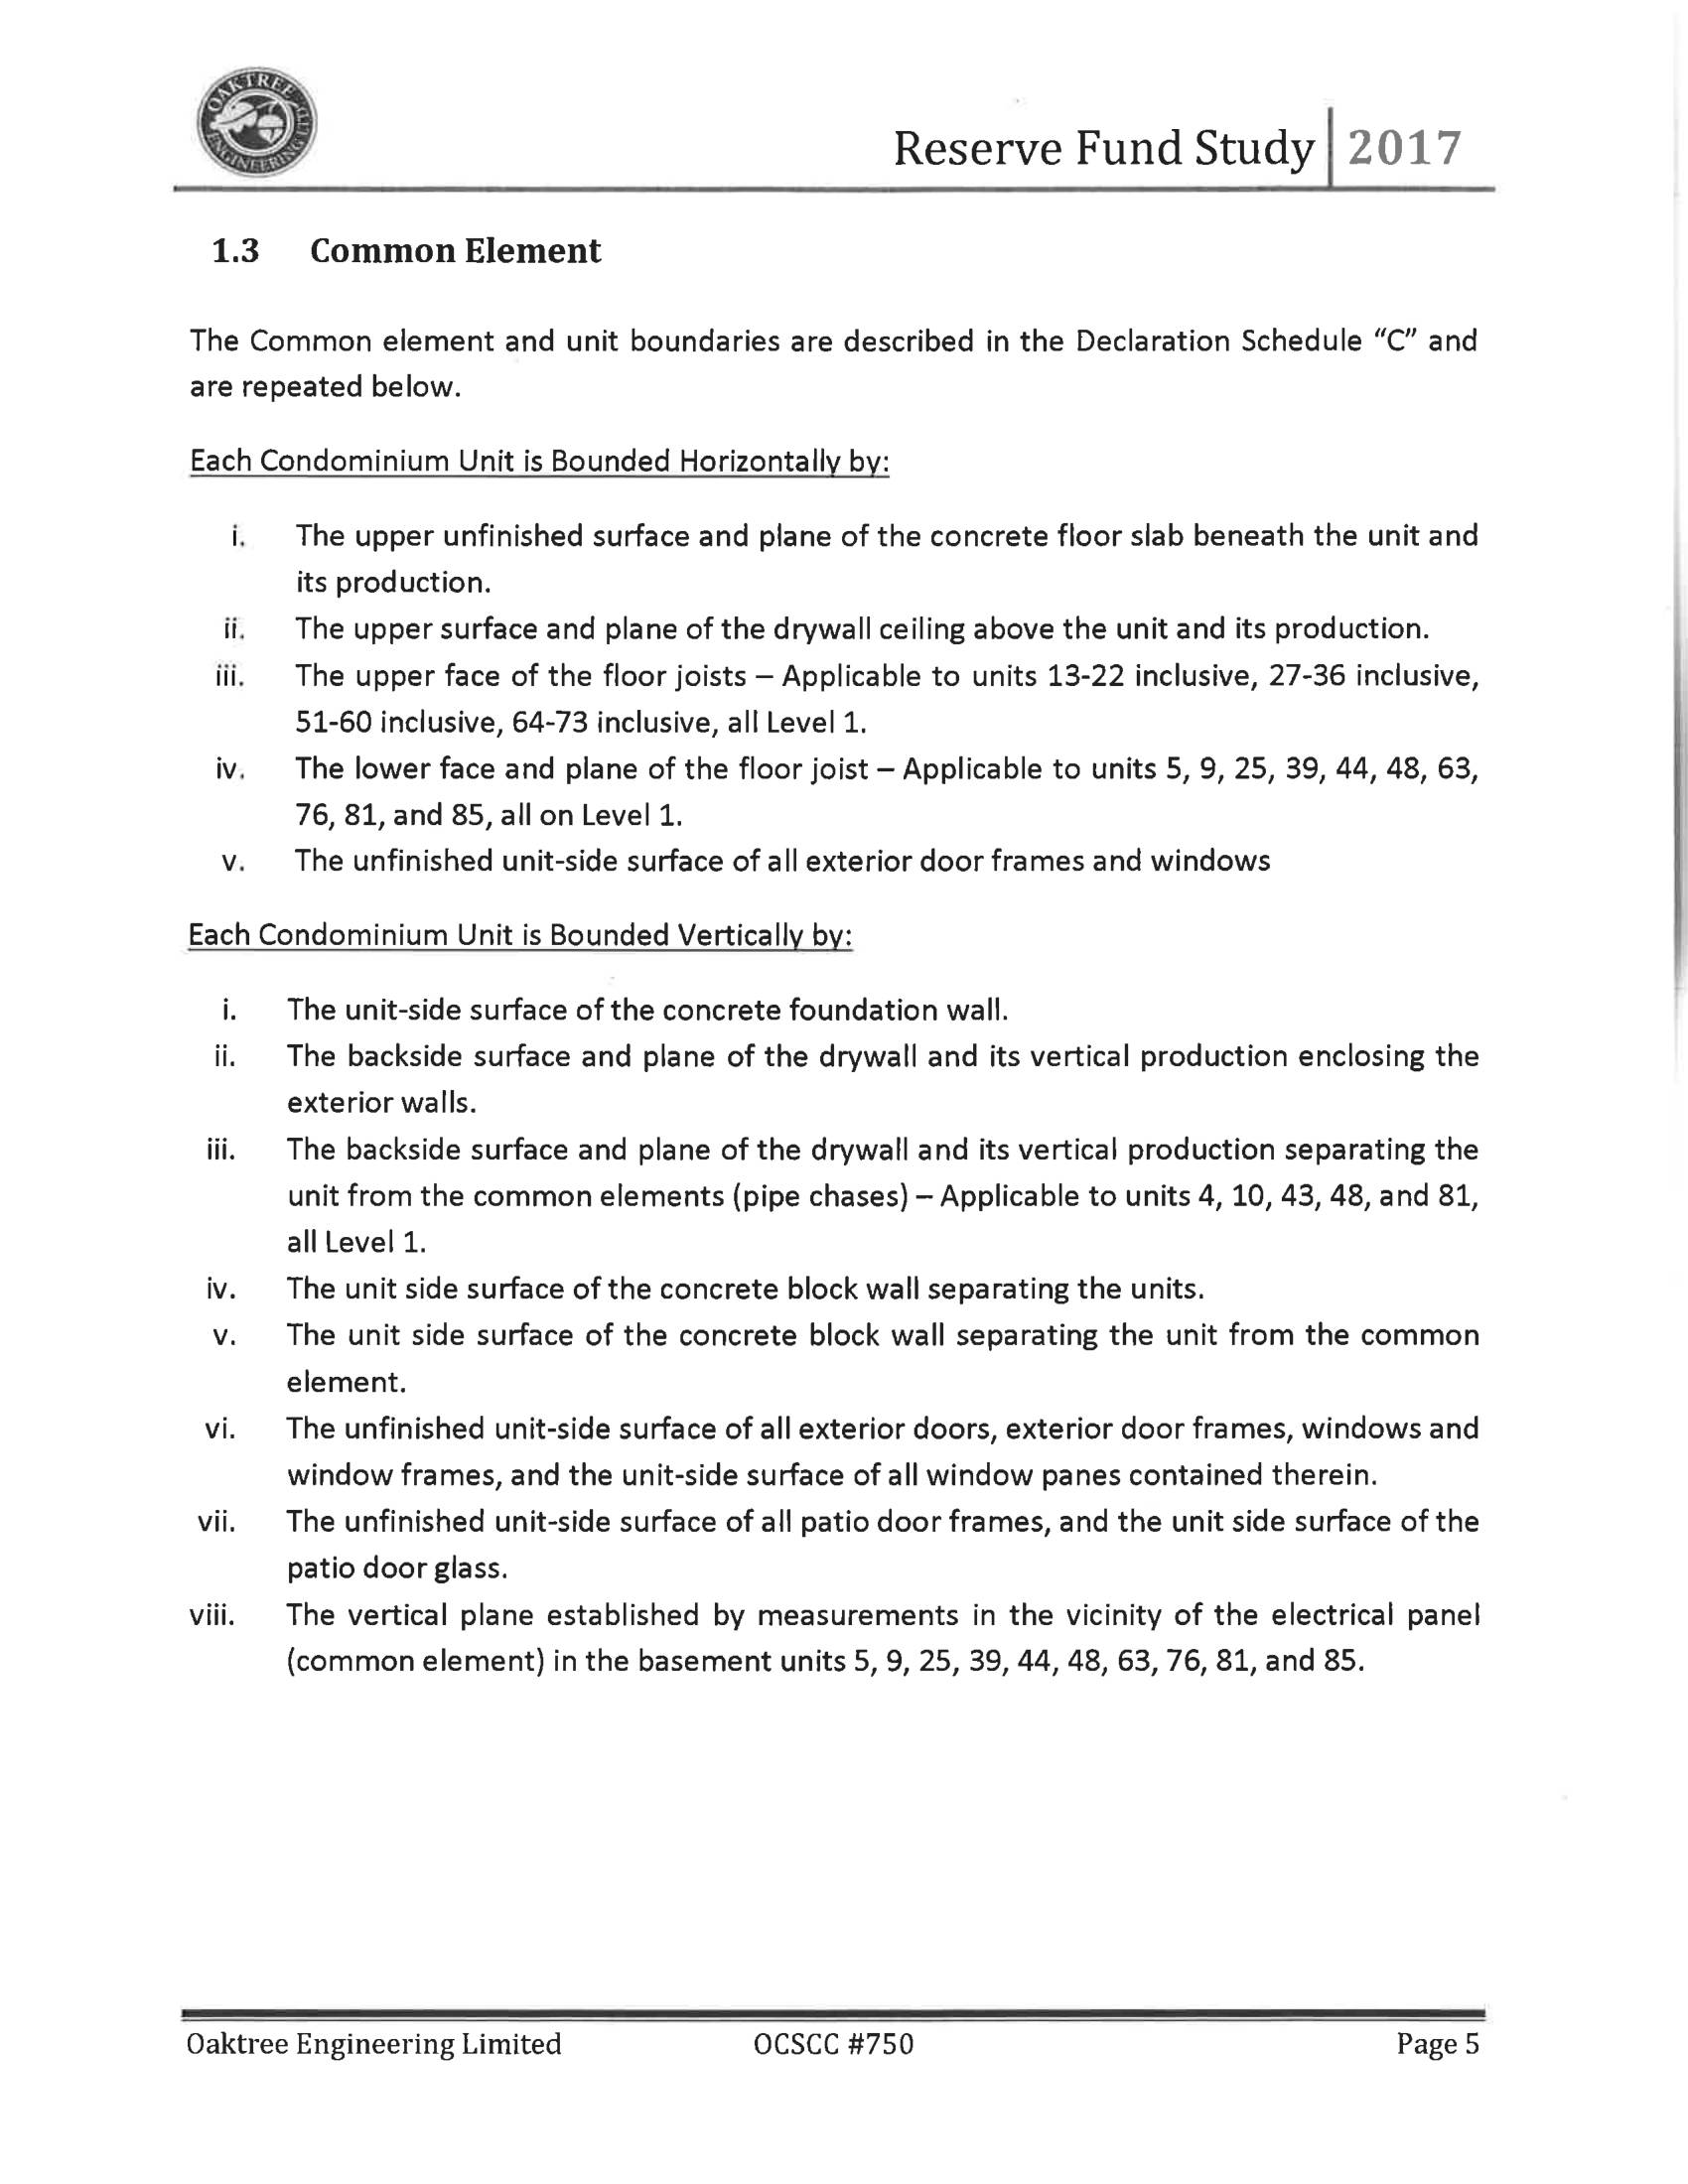 OAKTREE
ENGINEERING LTD
Reserve Fund Study 2017
1.3 Common Element
The Common element and unit boundaries are described in the Declaration Schedule “C” and
are repeated below.
Each Condominium Unit is Bounded Horizontally by:
i. The upper unfinished surface and plane of the concrete floor slab beneath the unit and
its production.
ii. The upper surface and plane of the drywall ceiling above the unit and its production.
iii. The upper face of the floor joists – Applicable to units 13-22 inclusive, 27-36 inclusive,
51-60 inclusive, 64-73 inclusive, all Level 1.
iv. The lower face and plane of the floor joist – Applicable to units 5, 9, 25, 39, 44, 48, 63,
76, 81, and 85, all on Level 1.
v. The unfinished unit-side surface of all exterior door frames and windows
Each Condominium Unit is Bounded Vertically by:
i. The unit-side surface of the concrete foundation wall.
ii. The backside surface and plane of the drywall and its vertical production enclosing the
exterior walls.
iii. The backside surface and plane of the drywall and its vertical production separating the
unit from the common elements (pipe chases) – Applicable to units 4, 10, 43, 48, and 81,
all Level 1.
iv. The unit side surface of the concrete block wall separating the units.
v. The unit side surface of the concrete block wall separating the unit from the common
element.
vi. The unfinished unit-side surface of all exterior doors, exterior door frames, windows and
window frames, and the unit-side surface of all window panes contained therein.
vii. The unfinished unit-side surface of all patio door frames, and the unit side surface of the
patio door glass.
viii. The vertical plane established by measurements in the vicinity of the electrical panel
(common element) in the basement units 5, 9, 25, 39, 44, 48, 63, 76, 81, and 85.
Oaktree Engineering Limited OCSCC #750 Page 5